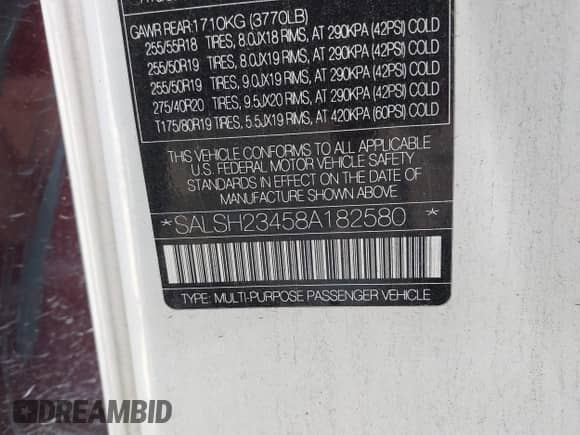 GAWR REAR:1710KG (3770LB)
255/55R18 TIRES, 8.0JX18 RIMS, AT 290KPA (42PSI) COLD
255/50R19 TIRES, 8.0JX19 RIMS, AT 290KPA (42PSI) COLD
255/50R19 TIRES, 9.0JX19 RIMS, AT 290KPA (42PSI) COLD
275/40R20 TIRES, 9.5JX20 RIMS, AT 290KPA (42PSI) COLD
T175/80R19 TIRES, 5.5JX19 RIMS, AT 420KPA (60PSI) COLD
THIS VEHICLE CONFORMS TO ALL APPLICABLE
U.S. FEDERAL MOTOR VEHICLE SAFETY
STANDARDS IN EFFECT ON THE DATE OF
MANUFACTURE SHOWN ABOVE
*SALSH23458A182580 *
TYPE: MULTI-PURPOSE PASSENGER VEHICLE
DREAMBID